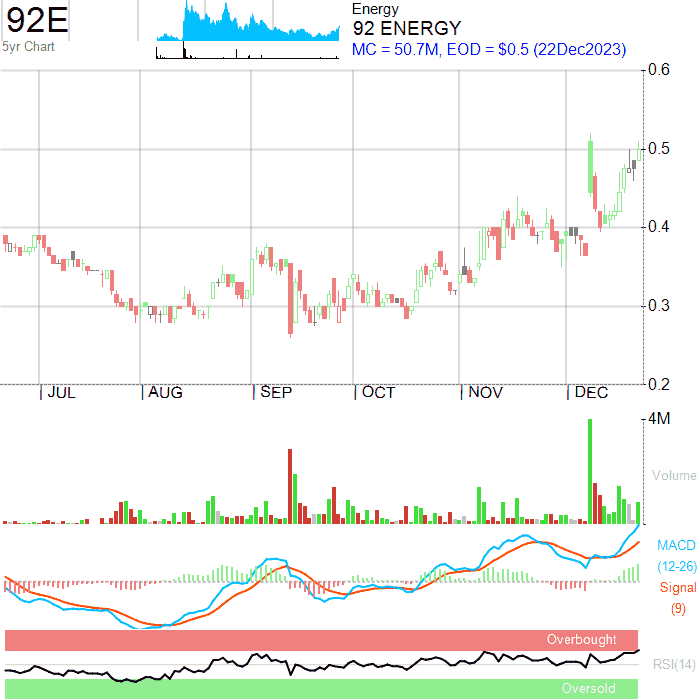 92E
5yr Chart
Energy
92 ENERGY
MC = 50.7M, EOD = $0.5 (22Dec2023)
0.6
0.5
0.4
0.3
0.2
JUL AUG SEP OCT NOV DEC
4M
Volume
MACD
(12-26)
Signal
(9)
Overbought
RSI(14)
Oversold